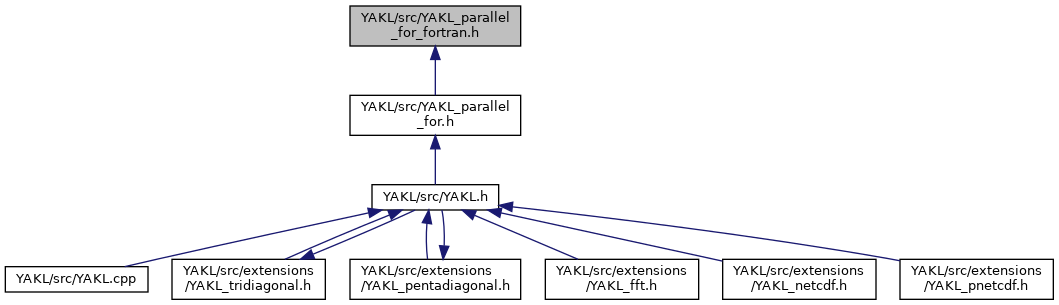 YAKL/src/YAKL_parallel
_for_fortran.h
YAKL/src/YAKL_parallel
_for.h
YAKL/src/YAKL.h
YAKL/src/YAKL.cpp
YAKL/src/extensions
/YAKL_tridiagonal.h
YAKL/src/extensions
/YAKL_pentadiagonal.h
YAKL/src/extensions
/YAKL_fft.h
YAKL/src/extensions
/YAKL_netcdf.h
YAKL/src/extensions
/YAKL_pnetcdf.h